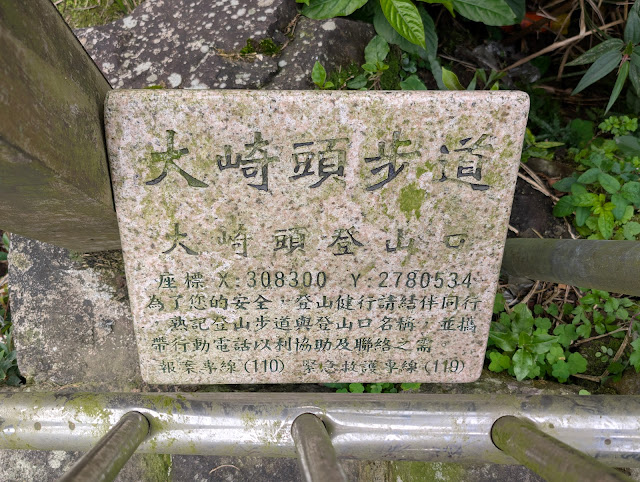 大崎頭步道
大崎頭登山口
座標 X:308300 Y:2780534
為了您的安全,登山健行請結伴同行
,熟記登山步道與登山口名稱,並攜
帶行動電話以利協助及聯絡之需。
報案專線(110) 緊急救護專線(119)